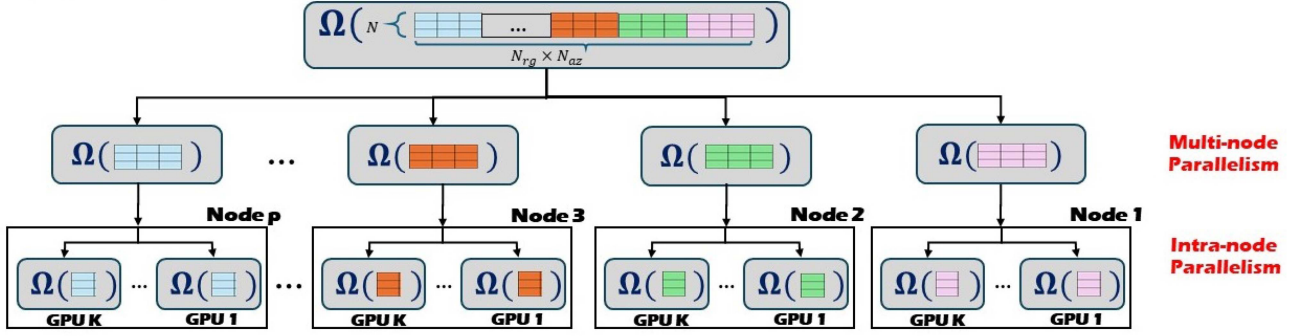 Ω( N { ... )
N_rg × N_az
Ω( ) ... Ω( ) Ω( ) Ω( )
Multi-node
Parallelism
Node p Node 3 Node 2 Node 1
Ω( ) ... Ω( ) ... Ω( ) ... Ω( ) Ω( ) ... Ω( ) Ω( ) ... Ω( )
Intra-node
Parallelism
GPU K GPU 1 GPU K GPU 1 GPU K GPU 1 GPU K GPU 1